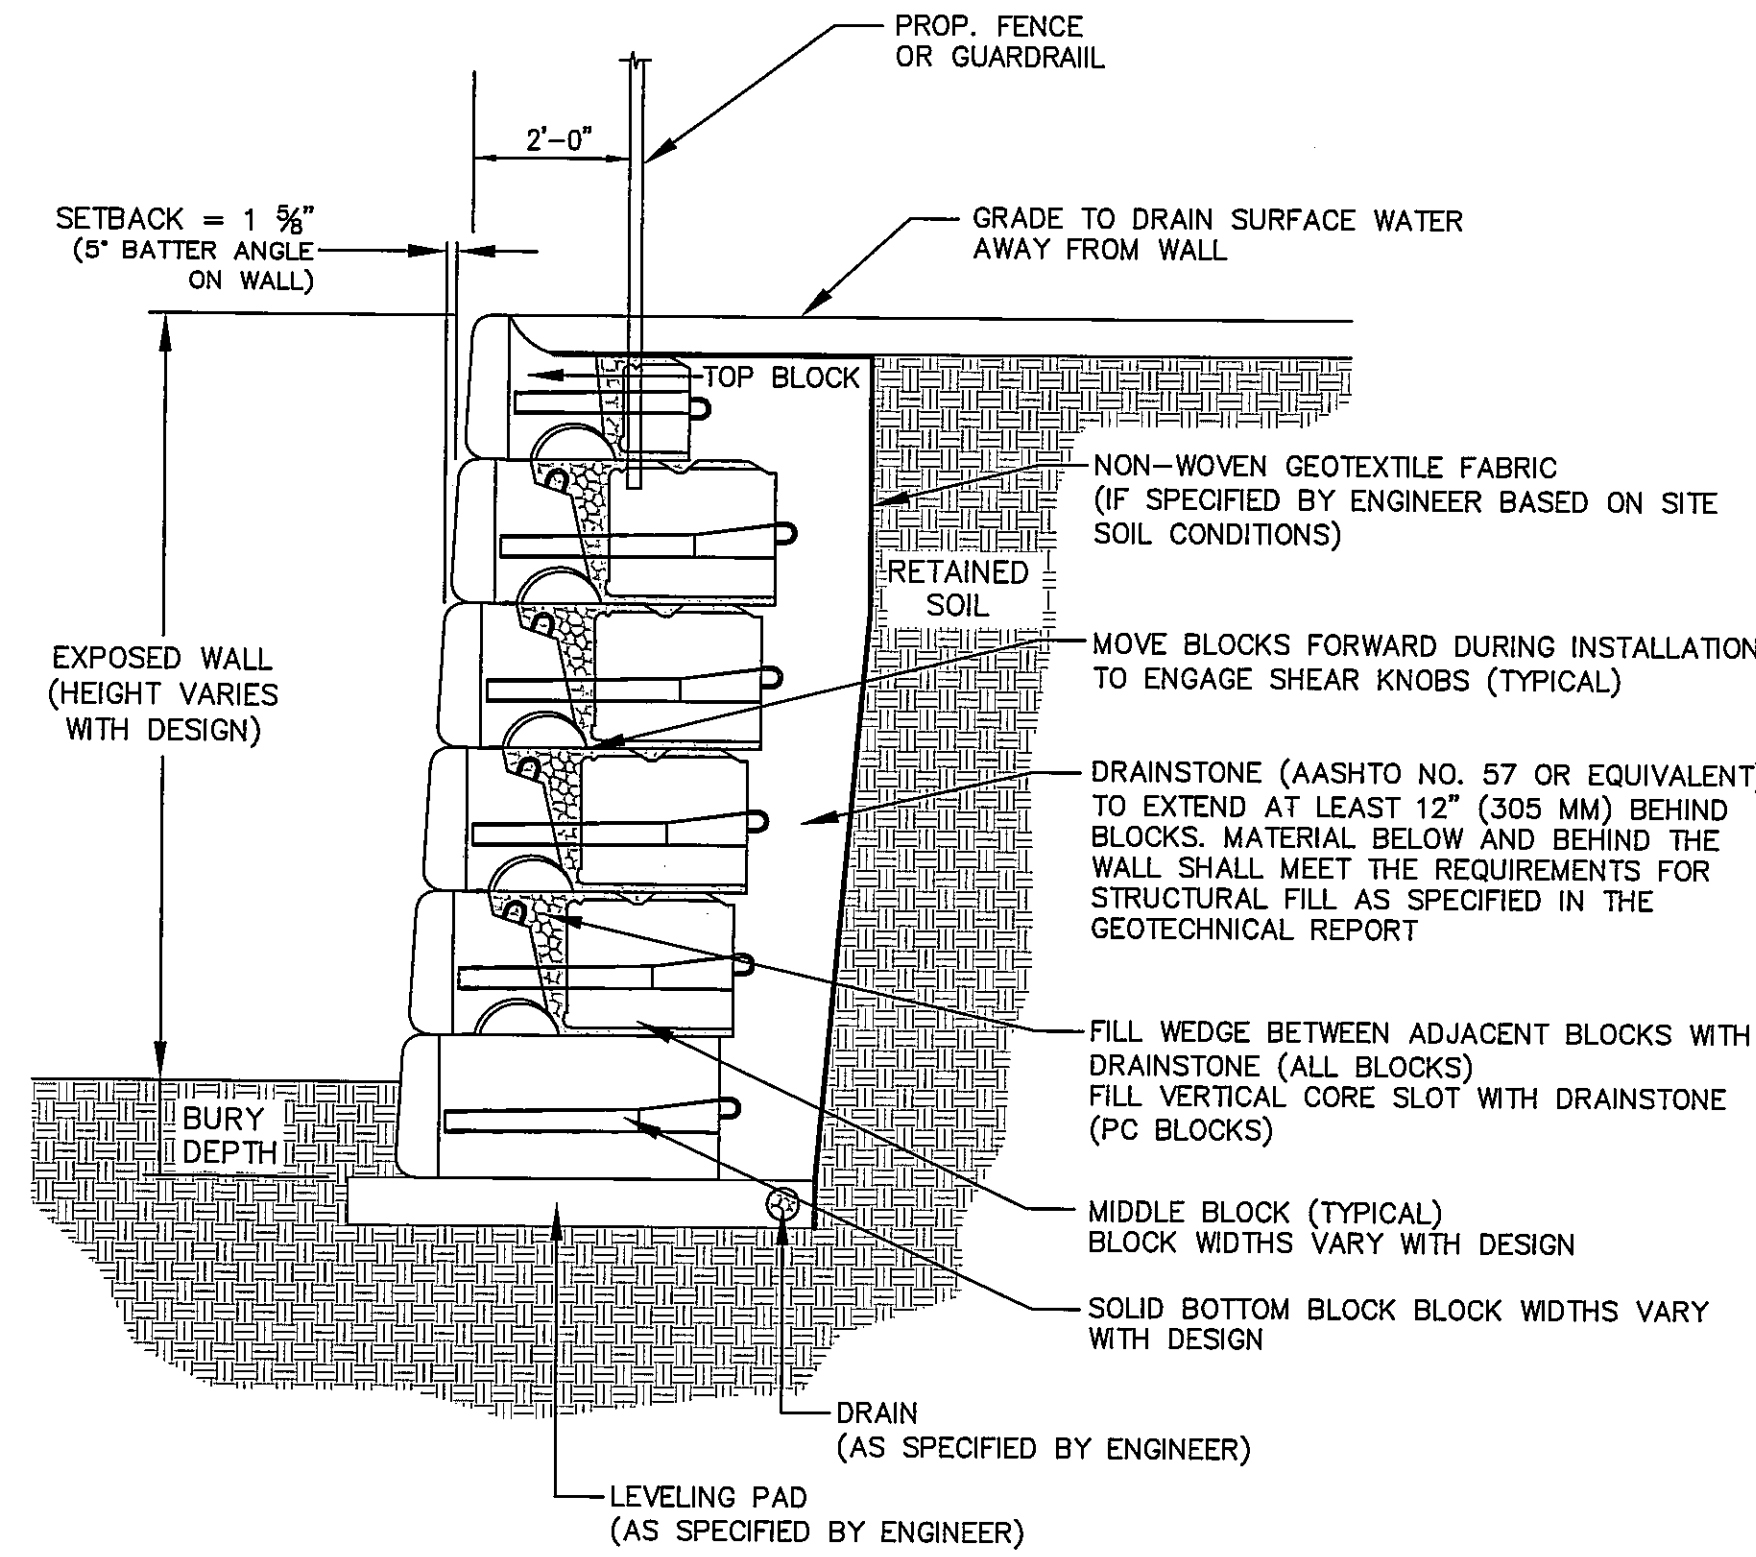 PROP. FENCE
OR GUARDRAIIL
2'-0"
SETBACK = 1 ⅝"
(5° BATTER ANGLE
ON WALL)
GRADE TO DRAIN SURFACE WATER
AWAY FROM WALL
TOP BLOCK
NON-WOVEN GEOTEXTILE FABRIC
(IF SPECIFIED BY ENGINEER BASED ON SITE
SOIL CONDITIONS)
RETAINED
SOIL
EXPOSED WALL
(HEIGHT VARIES
WITH DESIGN)
MOVE BLOCKS FORWARD DURING INSTALLATION
TO ENGAGE SHEAR KNOBS (TYPICAL)
DRAINSTONE (AASHTO NO. 57 OR EQUIVALENT)
TO EXTEND AT LEAST 12" (305 MM) BEHIND
BLOCKS. MATERIAL BELOW AND BEHIND THE
WALL SHALL MEET THE REQUIREMENTS FOR
STRUCTURAL FILL AS SPECIFIED IN THE
GEOTECHNICAL REPORT
FILL WEDGE BETWEEN ADJACENT BLOCKS WITH
DRAINSTONE (ALL BLOCKS)
FILL VERTICAL CORE SLOT WITH DRAINSTONE
(PC BLOCKS)
BURY
DEPTH
MIDDLE BLOCK (TYPICAL)
BLOCK WIDTHS VARY WITH DESIGN
SOLID BOTTOM BLOCK BLOCK WIDTHS VARY
WITH DESIGN
DRAIN
(AS SPECIFIED BY ENGINEER)
LEVELING PAD
(AS SPECIFIED BY ENGINEER)